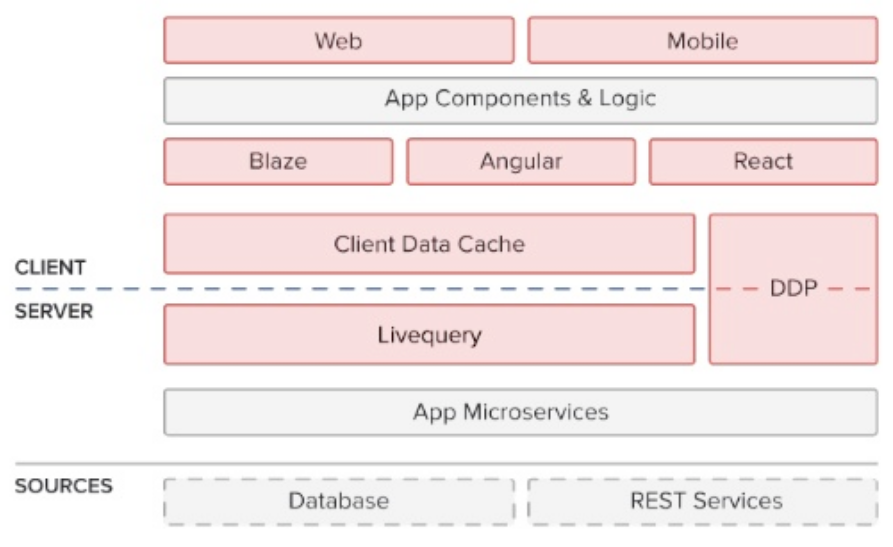 Web
Mobile
App Components & Logic
Blaze
Angular
React
Client Data Cache
CLIENT
DDP
SERVER
Livequery
App Microservices
SOURCES
Database
REST Services